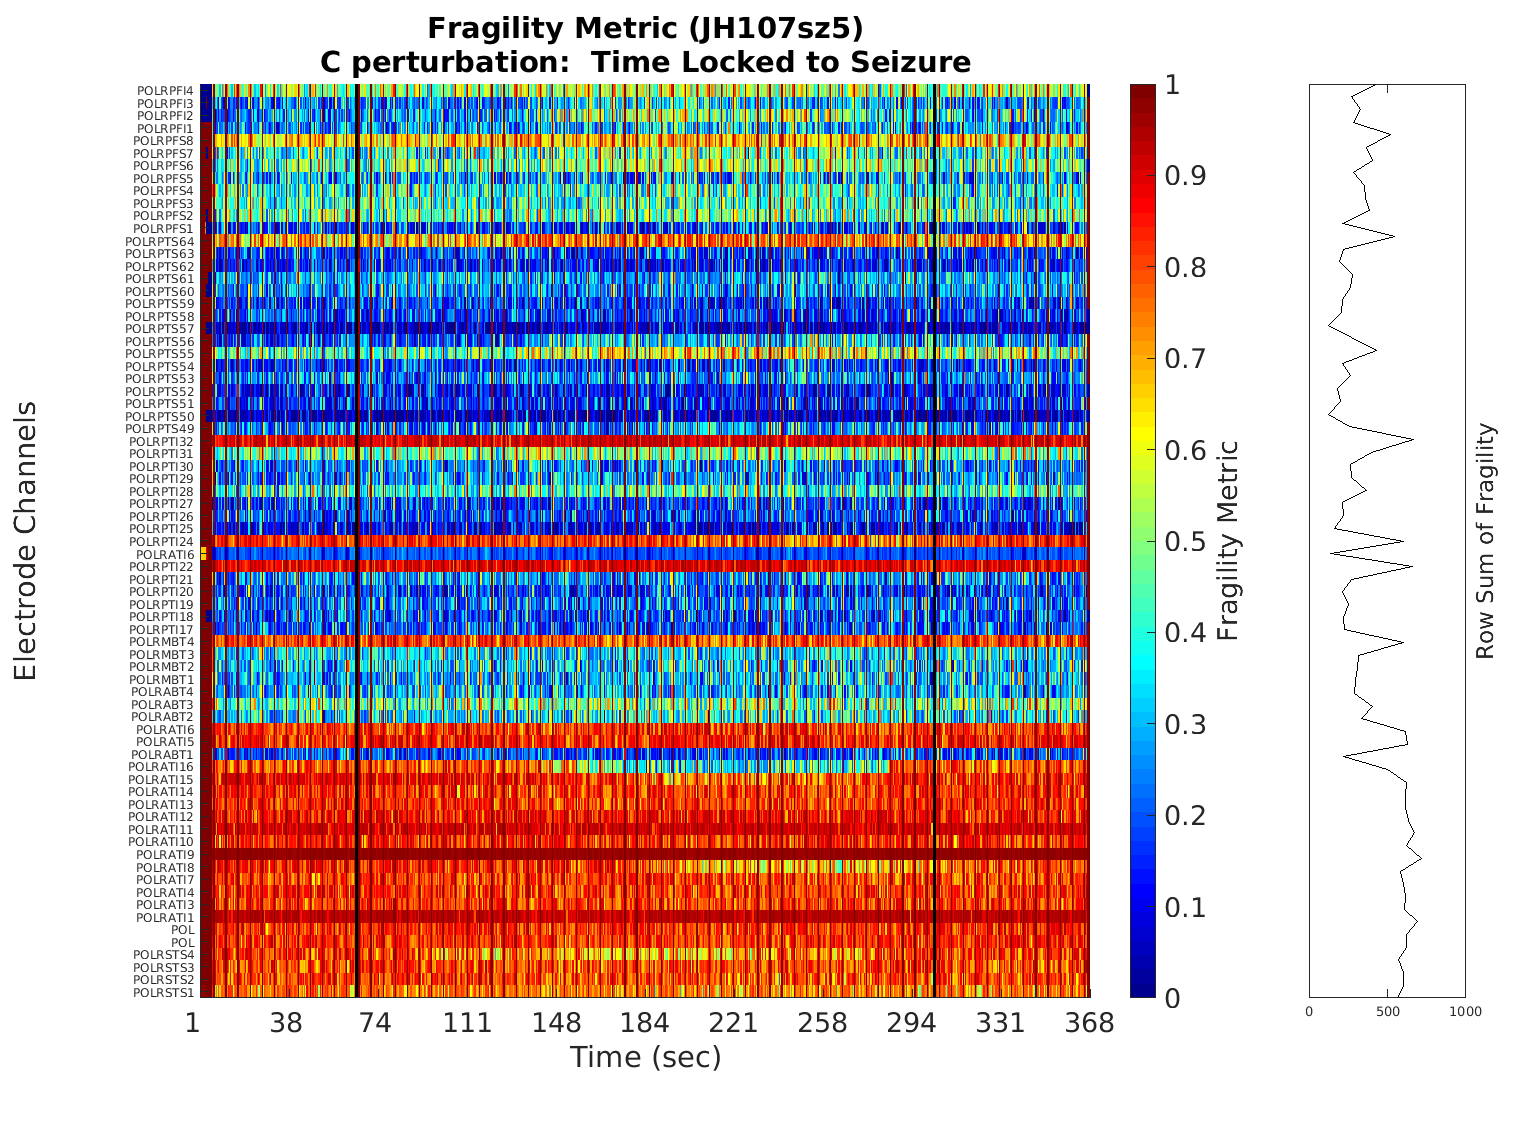 Fragility Metric (JH107sz5)
C perturbation:  Time Locked to Seizure
Electrode Channels
POLRPFI4
POLRPFI3
POLRPFI2
POLRPFI1
POLRPFS8
POLRPFS7
POLRPFS6
POLRPFS5
POLRPFS4
POLRPFS3
POLRPFS2
POLRPFS1
POLRPTS64
POLRPTS63
POLRPTS62
POLRPTS61
POLRPTS60
POLRPTS59
POLRPTS58
POLRPTS57
POLRPTS56
POLRPTS55
POLRPTS54
POLRPTS53
POLRPTS52
POLRPTS51
POLRPTS50
POLRPTS49
POLRPTI32
POLRPTI31
POLRPTI30
POLRPTI29
POLRPTI28
POLRPTI27
POLRPTI26
POLRPTI25
POLRPTI24
POLRATI6
POLRPTI22
POLRPTI21
POLRPTI20
POLRPTI19
POLRPTI18
POLRPTI17
POLRMBT4
POLRMBT3
POLRMBT2
POLRMBT1
POLRABT4
POLRABT3
POLRABT2
POLRATI6
POLRATI5
POLRABT1
POLRATI16
POLRATI15
POLRATI14
POLRATI13
POLRATI12
POLRATI11
POLRATI10
POLRATI9
POLRATI8
POLRATI7
POLRATI4
POLRATI3
POLRATI1
POL
POL
POLRSTS4
POLRSTS3
POLRSTS2
POLRSTS1
1 38 74 111 148 184 221 258 294 331 368
Time (sec)
1
0.9
0.8
0.7
0.6
0.5
0.4
0.3
0.2
0.1
0
Fragility Metric
0 500 1000
Row Sum of Fragility